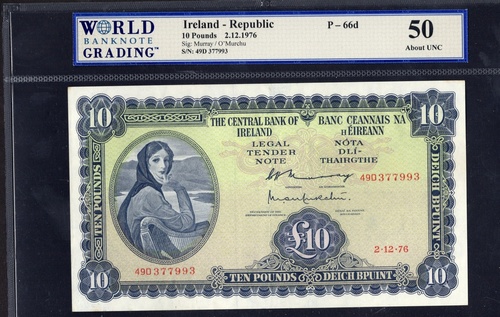 WORLD
BANKNOTE
GRADING™
Ireland - Republic
10 Pounds 2.12.1976
Sig: Murray / O'Murchu
S/N: 49D 377993
P - 66d
50
About UNC
10
10
THE CENTRAL BANK OF
IRELAND
BANC CEANNAIS NA
hÉIREANN
LEGAL
TENDER
NOTE
NÓTA
DLÍ-
THAIRGTHE
49D377993
TEN POUNDS
DEICH BPUINT
£10
2·12·76
49D377993
10
TEN POUNDS
DEICH BPUINT
10